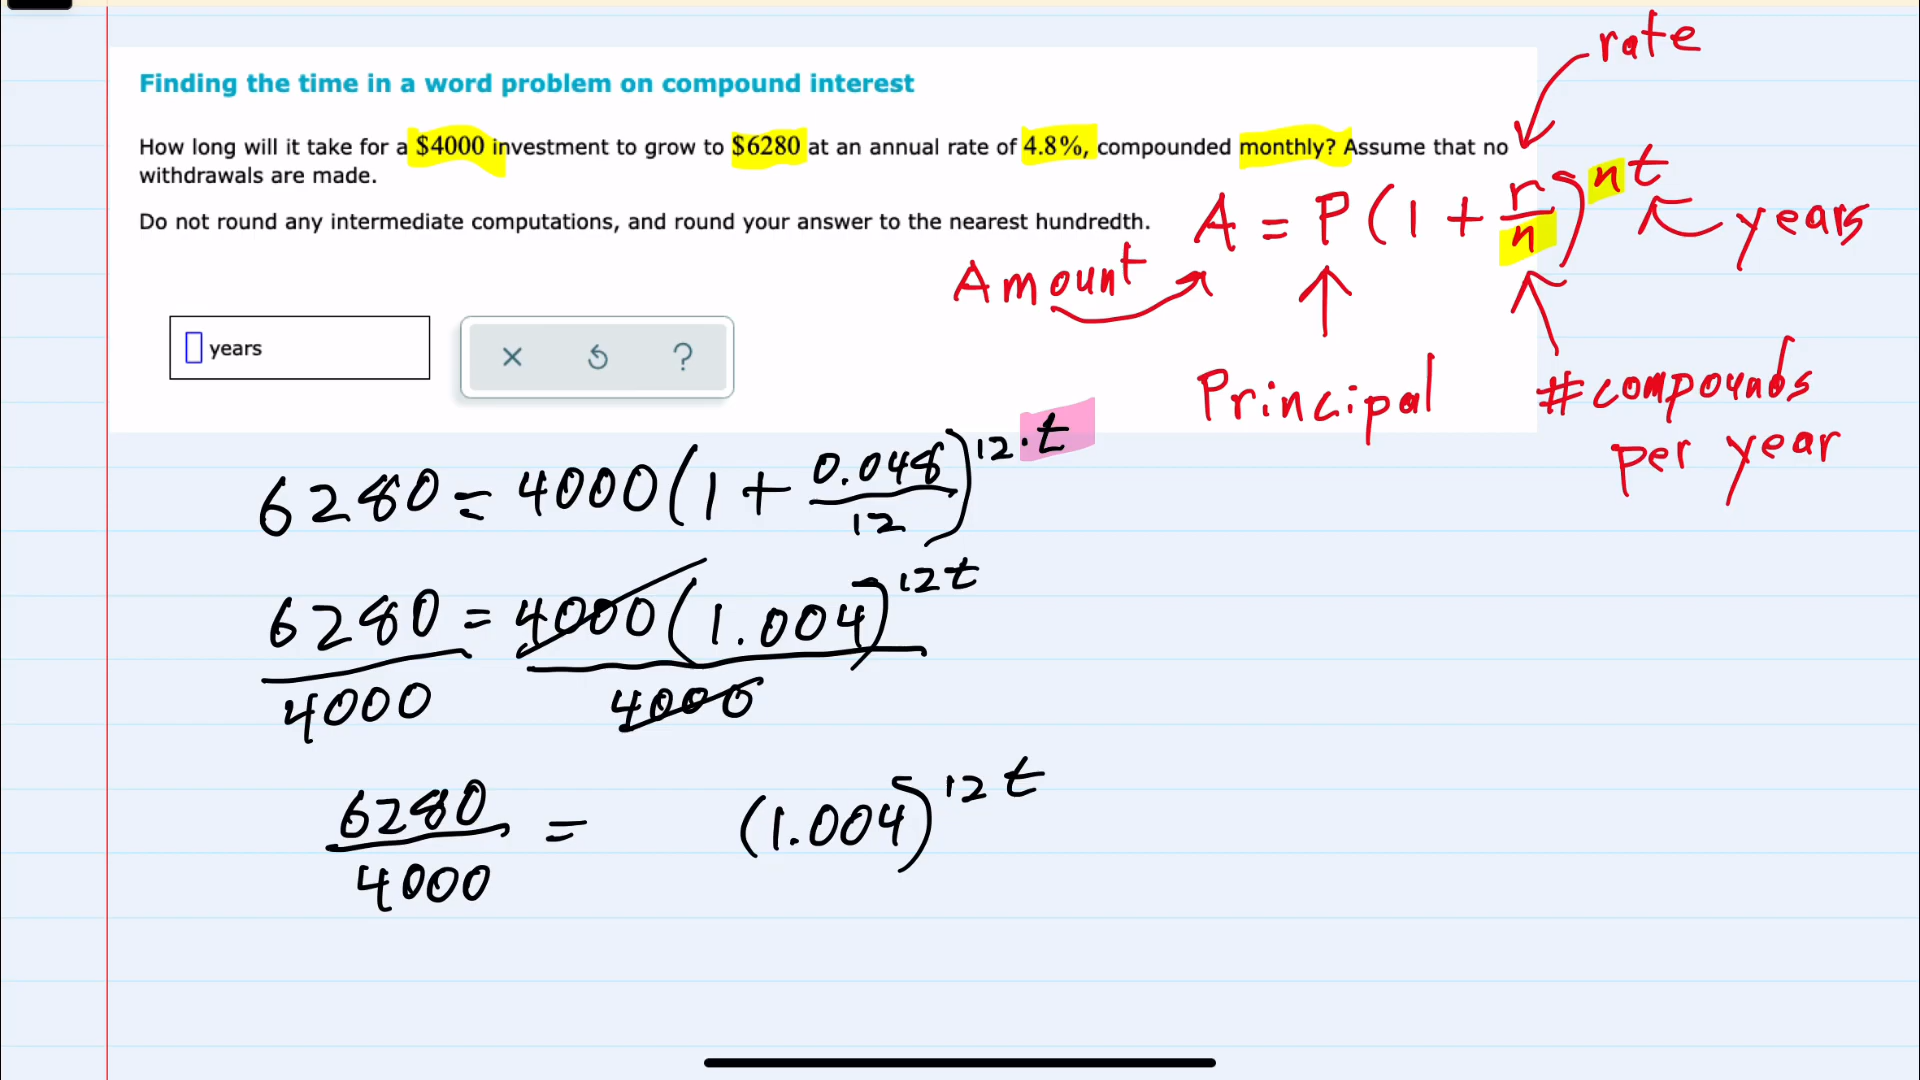 Finding the time in a word problem on compound interest
How long will it take for a $4000 investment to grow to $6280 at an annual rate of 4.8%, compounded monthly? Assume that no
withdrawals are made.
Do not round any intermediate computations, and round your answer to the nearest hundredth.
years
× ?
rate
A = P(1 + r/n)^nt
years
Amount
Principal
#compounds
per year
6280 = 4000(1 + 0.048/12)^12·t
6280/4000 = 4000(1.004)^12t/4000
6280/4000 = (1.004)^12t